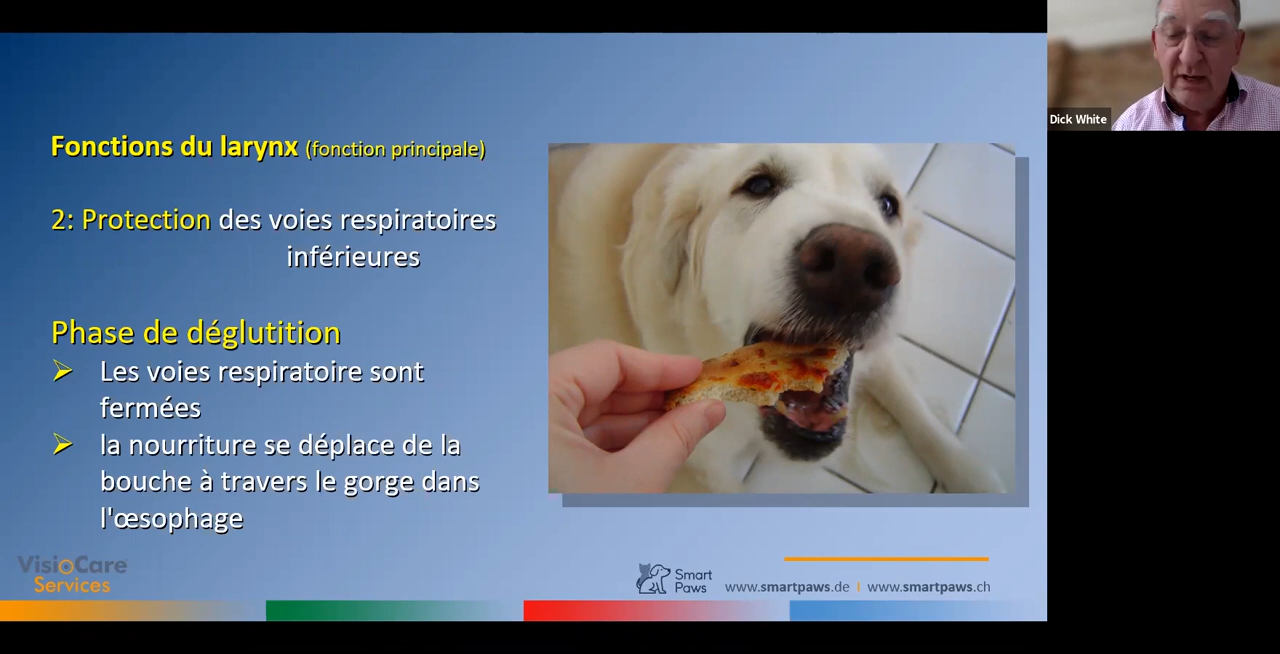 Fonctions du larynx (fonction principale)
2: Protection des voies respiratoires
inférieures
Phase de déglutition
Les voies respiratoire sont
fermées
la nourriture se déplace de la
bouche à travers le gorge dans
l'œsophage
VisioCare
Services
Smart
Paws
www.smartpaws.de | www.smartpaws.ch
Dick White